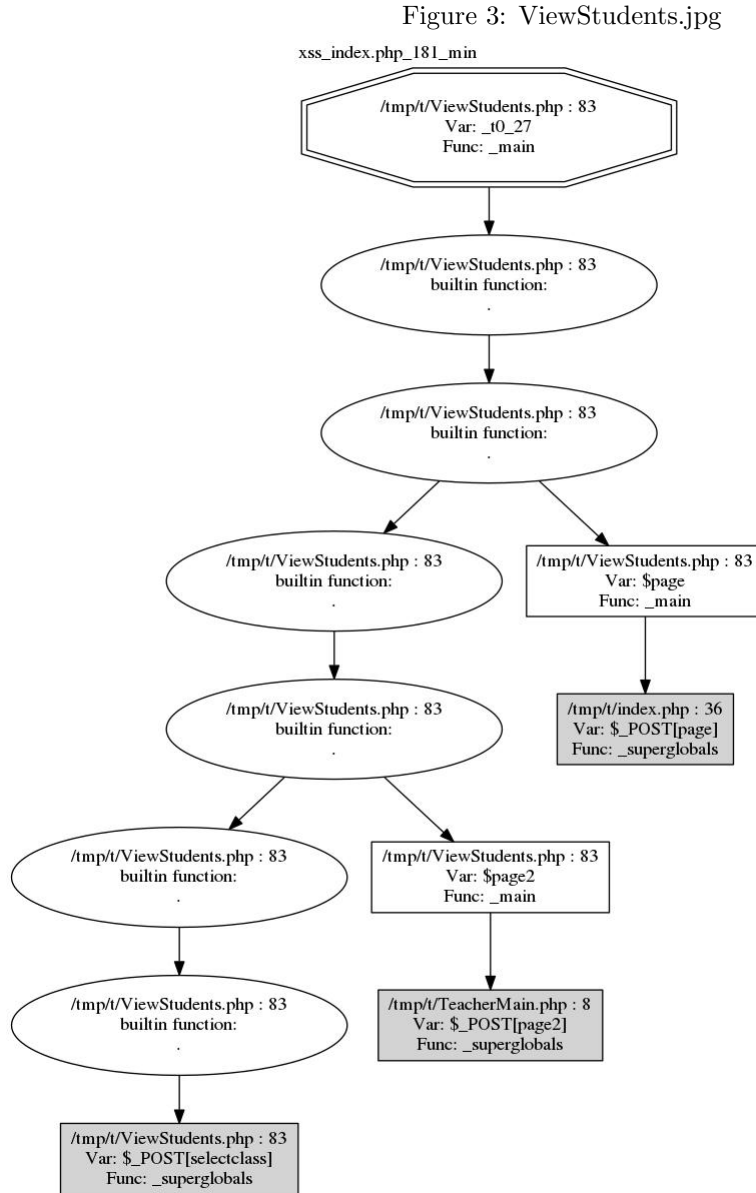 Figure 3: ViewStudents.jpg
xss_index.php_181_min
/tmp/t/ViewStudents.php : 83
Var: _t0_27
Func: _main
/tmp/t/ViewStudents.php : 83
builtin function:
.
/tmp/t/ViewStudents.php : 83
builtin function:
.
/tmp/t/ViewStudents.php : 83
builtin function:
.
/tmp/t/ViewStudents.php : 83
Var: $page
Func: _main
/tmp/t/ViewStudents.php : 83
builtin function:
.
/tmp/t/index.php : 36
Var: $_POST[page]
Func: _superglobals
/tmp/t/ViewStudents.php : 83
builtin function:
.
/tmp/t/ViewStudents.php : 83
Var: $page2
Func: _main
/tmp/t/ViewStudents.php : 83
builtin function:
.
/tmp/t/TeacherMain.php : 8
Var: $_POST[page2]
Func: _superglobals
/tmp/t/ViewStudents.php : 83
Var: $_POST[selectclass]
Func: _superglobals